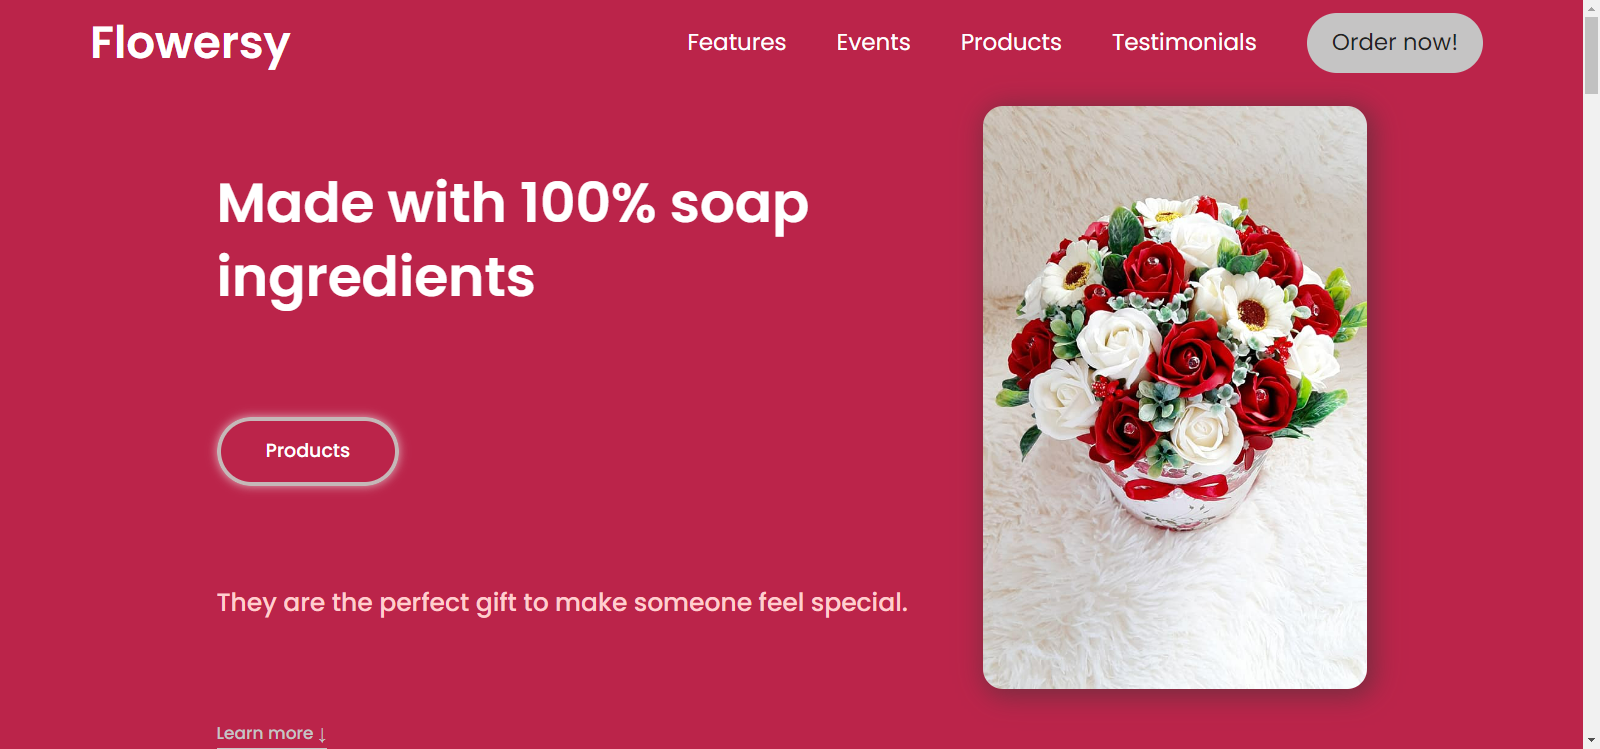 Flowersy
Features Events Products Testimonials Order now!
Made with 100% soap
ingredients
Products
They are the perfect gift to make someone feel special.
Learn more ↓